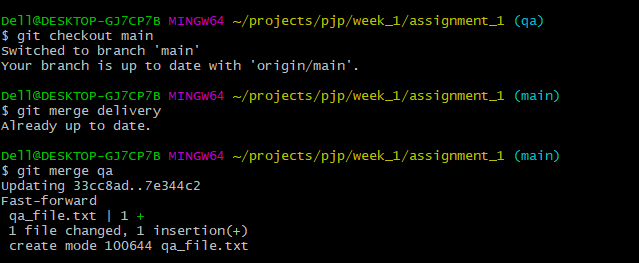 Dell@DESKTOP-GJ7CP7B MINGW64 ~/projects/pjp/week_1/assignment_1 (qa)
$ git checkout main
Switched to branch 'main'
Your branch is up to date with 'origin/main'.
Dell@DESKTOP-GJ7CP7B MINGW64 ~/projects/pjp/week_1/assignment_1 (main)
$ git merge delivery
Already up to date.
Dell@DESKTOP-GJ7CP7B MINGW64 ~/projects/pjp/week_1/assignment_1 (main)
$ git merge qa
Updating 33cc8ad..7e344c2
Fast-forward
 qa_file.txt | 1 +
 1 file changed, 1 insertion(+)
 create mode 100644 qa_file.txt